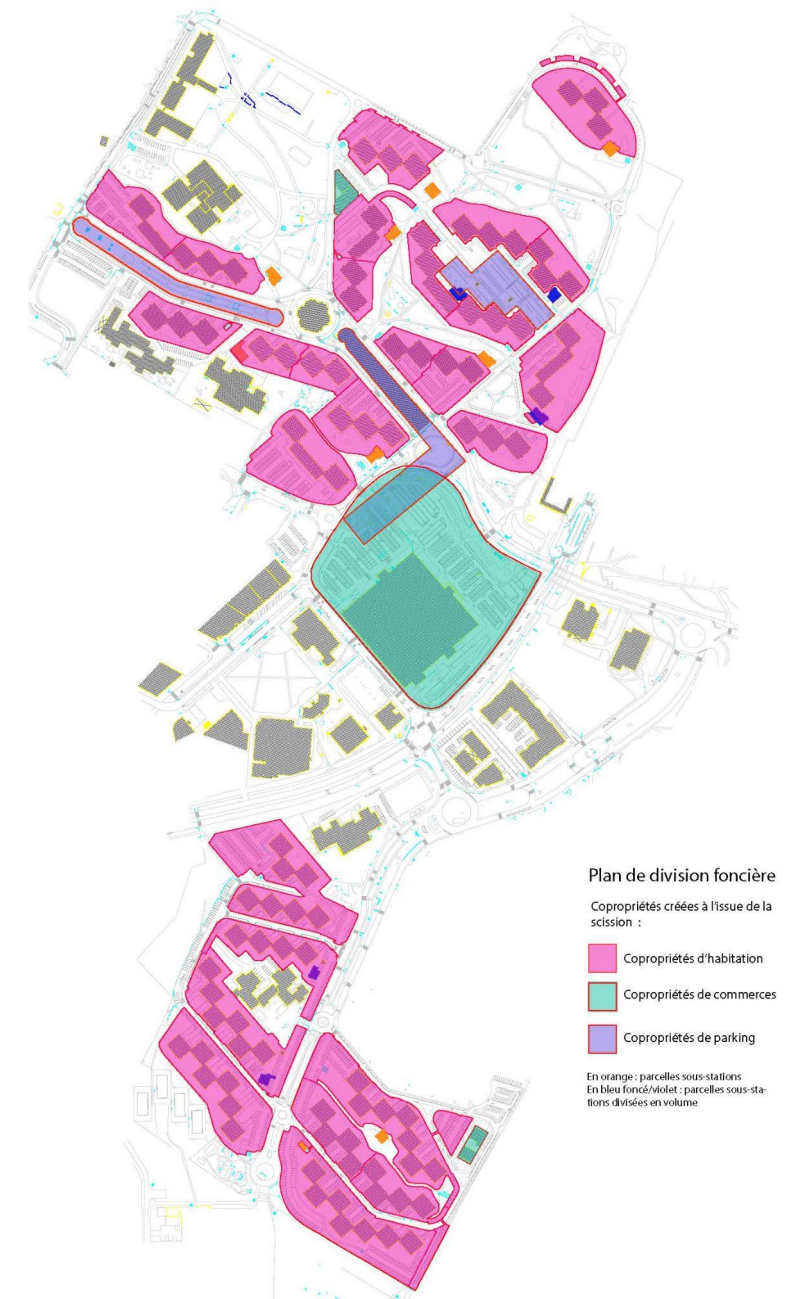 Plan de division foncière
Copropriétés créées à l'issue de la
scission :
Copropriétés d'habitation
Copropriétés de commerces
Copropriétés de parking
En orange : parcelles sous-stations
En bleu foncé/violet : parcelles sous-sta-
tions divisées en volume